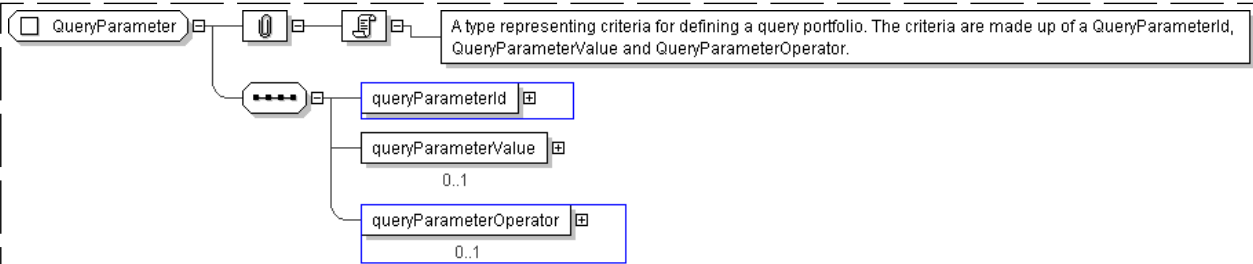 QueryParameter
A type representing criteria for defining a query portfolio. The criteria are made up of a QueryParameterId,
QueryParameterValue and QueryParameterOperator.
queryParameterId
queryParameterValue
0..1
queryParameterOperator
0..1